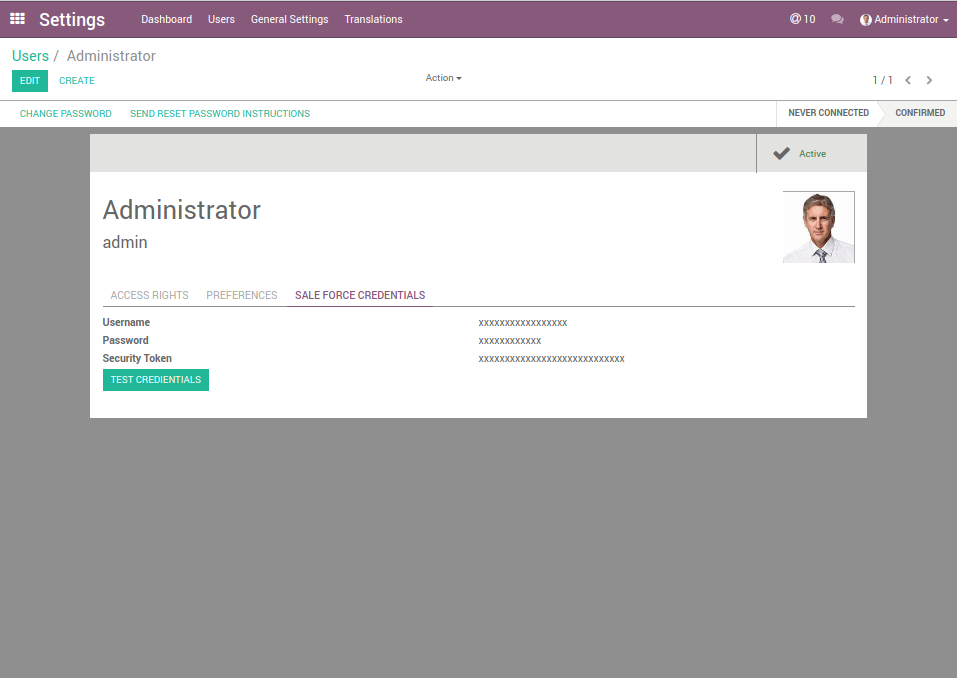 Settings Dashboard Users General Settings Translations @ 10 Administrator
Users / Administrator
EDIT CREATE Action 1 / 1
CHANGE PASSWORD SEND RESET PASSWORD INSTRUCTIONS NEVER CONNECTED CONFIRMED
Active
Administrator
admin
ACCESS RIGHTS PREFERENCES SALE FORCE CREDENTIALS
Username xxxxxxxxxxxxxxxxx
Password xxxxxxxxxxxx
Security Token xxxxxxxxxxxxxxxxxxxxxxxxxxxx
TEST CREDIENTIALS